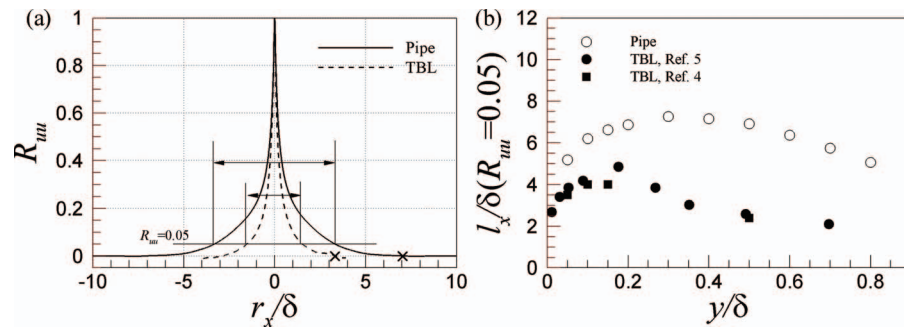 (a)
1
0.8
0.6
0.4
0.2
0
R_uu
Pipe
TBL
R_uu=0.05
-10
-5
0
5
10
r_x/δ
(b)
12
10
8
6
4
2
0
l_x/δ(R_uu=0.05)
Pipe
TBL, Ref. 5
TBL, Ref. 4
0
0.2
0.4
0.6
0.8
y/δ